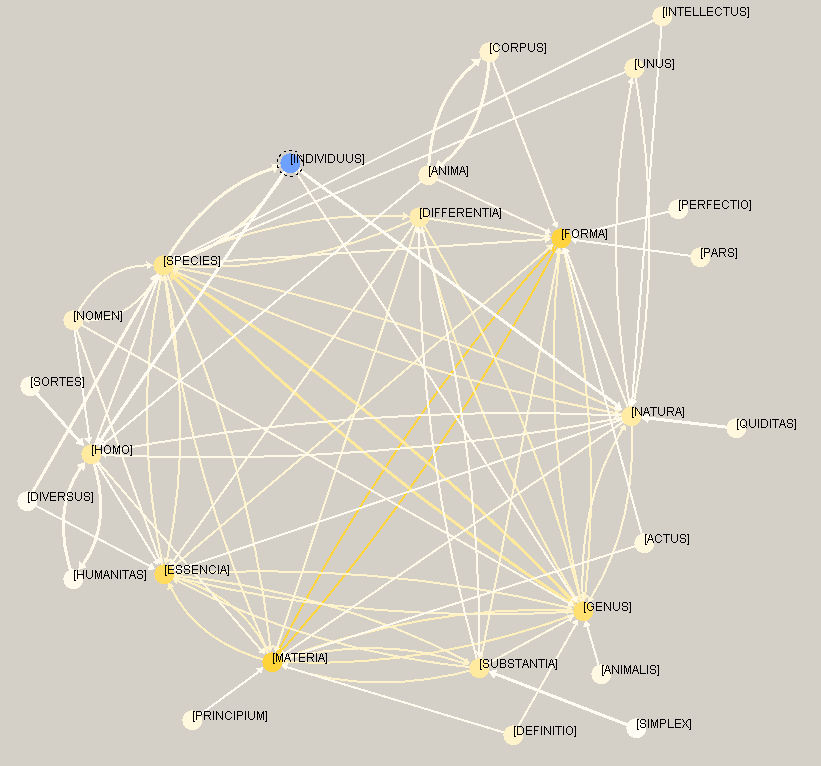 [INTELLECTUS]
[CORPUS]
[UNUS]
[INDIVIDUUS]
[ANIMA]
[PERFECTIO]
[DIFFERENTIA]
[FORMA]
[PARS]
[SPECIES]
[NOMEN]
[SORTES]
[NATURA]
[QUIDITAS]
[HOMO]
[DIVERSUS]
[ACTUS]
[ESSENCIA]
[HUMANITAS]
[GENUS]
[MATERIA]
[SUBSTANTIA]
[ANIMALIS]
[PRINCIPIUM]
[SIMPLEX]
[DEFINITIO]